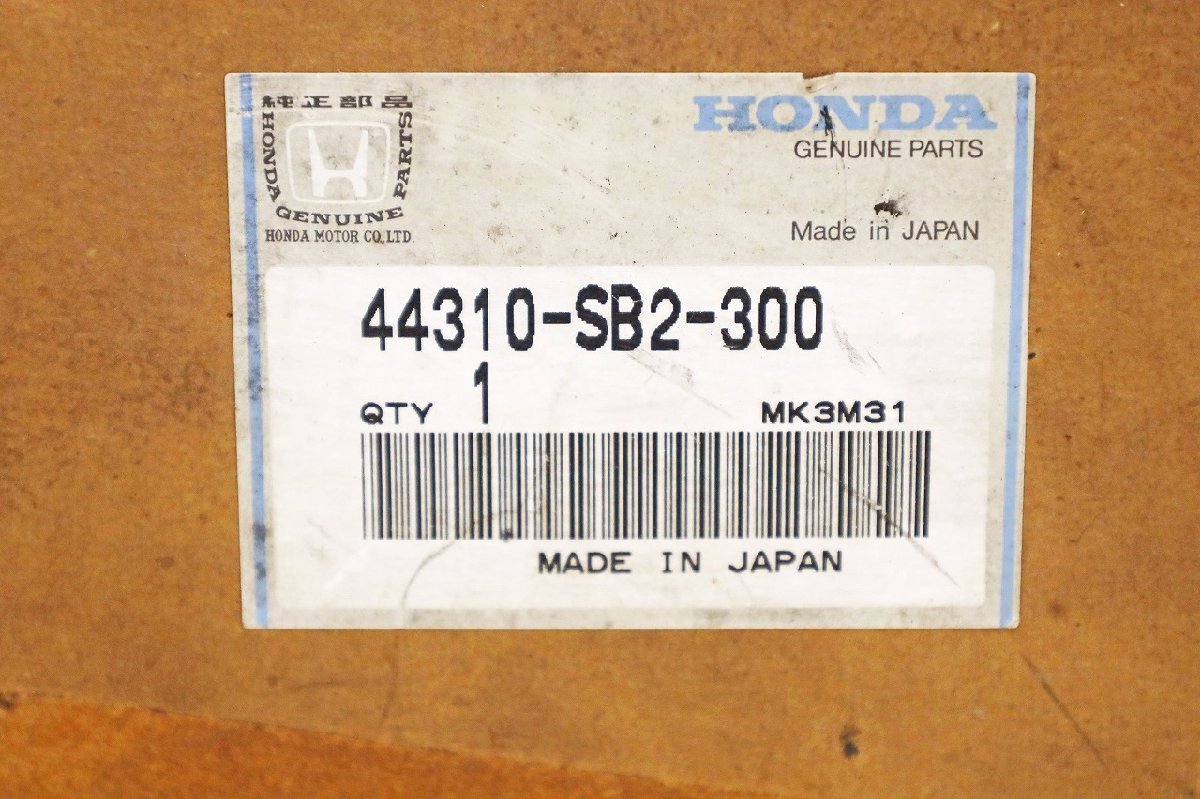 純正部品
HONDA GENUINE PARTS
HONDA MOTOR CO., LTD.
HONDA
GENUINE PARTS
Made in JAPAN
44310-SB2-300
QTY 1
MK3M31
MADE IN JAPAN